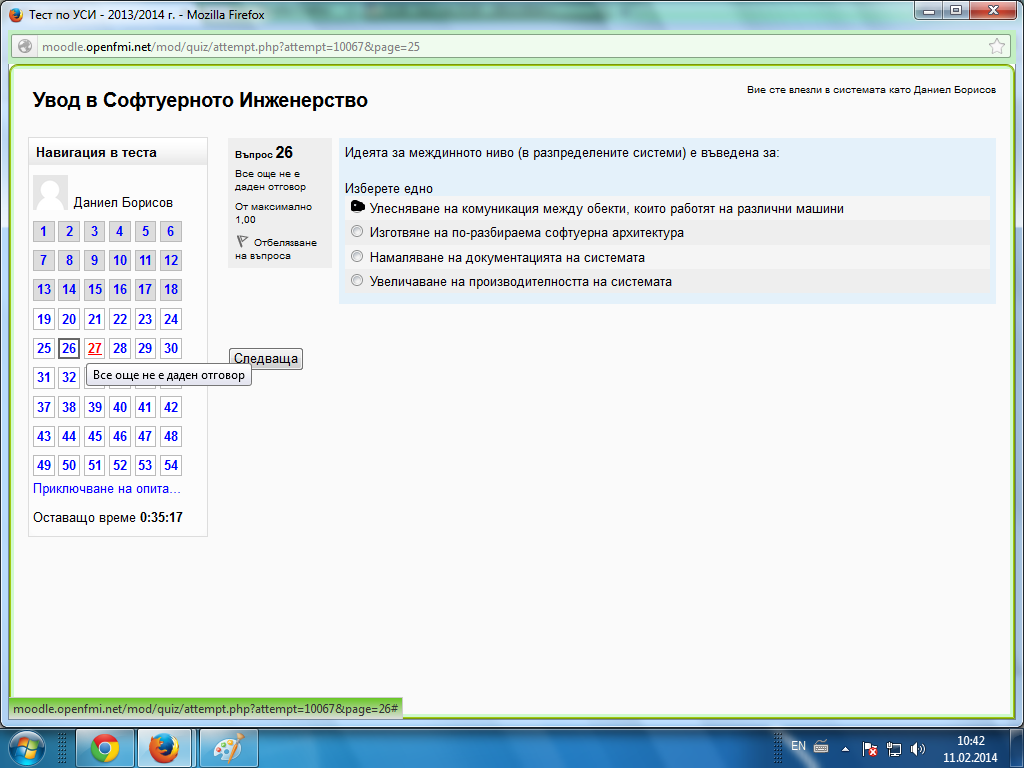 Тест по УСИ - 2013/2014 г. - Mozilla Firefox
moodle.openfmi.net/mod/quiz/attempt.php?attempt=10067&page=25
Увод в Софтуерното Инженерство
Вие сте влезли в системата като Даниел Борисов
Навигация в теста
Даниел Борисов
1 2 3 4 5 6
7 8 9 10 11 12
13 14 15 16 17 18
19 20 21 22 23 24
25 26 27 28 29 30
31 32
Все още не е даден отговор
37 38 39 40 41 42
43 44 45 46 47 48
49 50 51 52 53 54
Приключване на опита...
Оставащо време 0:35:17
Въпрос 26
Все още не е
даден отговор
От максимално
1,00
Отбелязване
на въпроса
Идеята за междинното ниво (в разпределените системи) е въведена за:
Изберете едно
Улесняване на комуникация между обекти, които работят на различни машини
Изготвяне на по-разбираема софтуерна архитектура
Намаляване на документацията на системата
Увеличаване на производителността на системата
Следваща
moodle.openfmi.net/mod/quiz/attempt.php?attempt=10067&page=26#
EN
10:42
11.02.2014